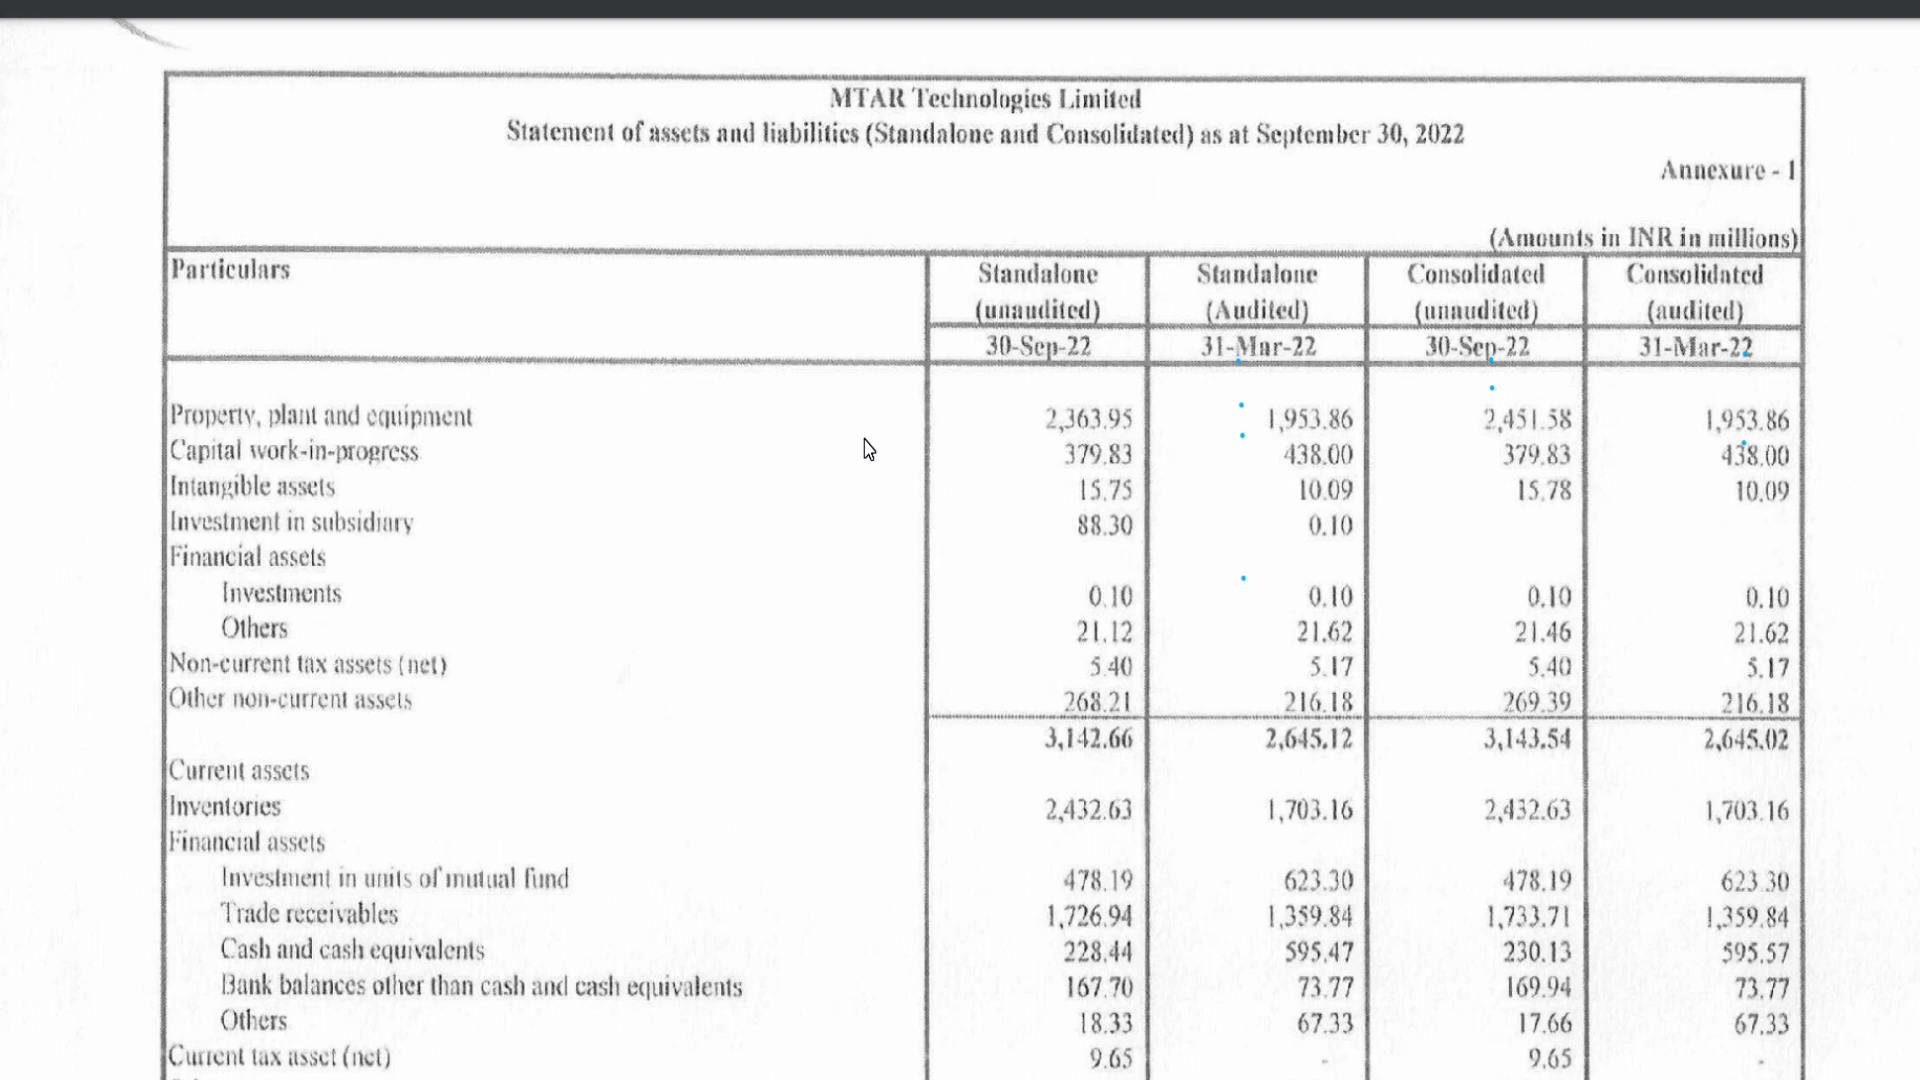 MTAR Technologies Limited
Statement of assets and liabilities (Standalone and Consolidated) as at September 30, 2022
Annexure - 1
(Amounts in INR in millions)
Particulars Standalone (unaudited) Standalone (Audited) Consolidated (unaudited) Consolidated (audited)
30-Sep-22 31-Mar-22 30-Sep-22 31-Mar-22
Property, plant and equipment 2,363.95 1,953.86 2,451.58 1,953.86
Capital work-in-progress 379.83 438.00 379.83 438.00
Intangible assets 15.75 10.09 15.78 10.09
Investment in subsidiary 88.30 0.10
Financial assets
Investments 0.10 0.10 0.10 0.10
Others 21.12 21.62 21.46 21.62
Non-current tax assets (net) 5.40 5.17 5.40 5.17
Other non-current assets 268.21 216.18 269.39 216.18
3,142.66 2,645.12 3,143.54 2,645.02
Current assets
Inventories 2,432.63 1,703.16 2,432.63 1,703.16
Financial assets
Investment in units of mutual fund 478.19 623.30 478.19 623.30
Trade receivables 1,726.94 1,359.84 1,733.71 1,359.84
Cash and cash equivalents 228.44 595.47 230.13 595.57
Bank balances other than cash and cash equivalents 167.70 73.77 169.94 73.77
Others 18.33 67.33 17.66 67.33
Current tax asset (net) 9.65 - 9.65 -